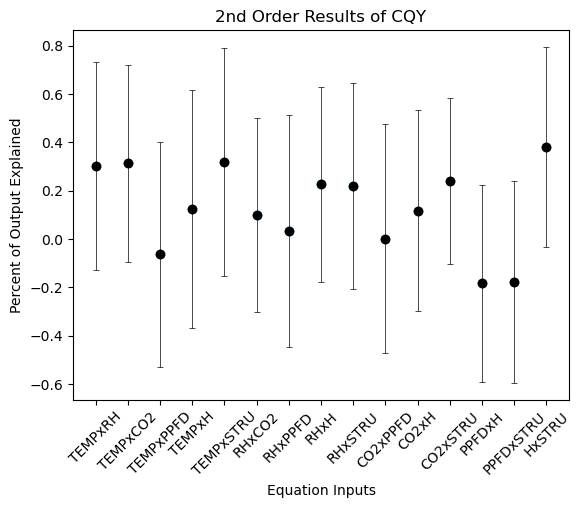 2nd Order Results of CQY
Percent of Output Explained
0.8
0.6
0.4
0.2
0.0
−0.2
−0.4
−0.6
TEMPxRH
TEMPxCO2
TEMPxPPFD
TEMPxH
TEMPxSTRU
RHxCO2
RHxPPFD
RHxH
RHxSTRU
CO2xPPFD
CO2xH
CO2xSTRU
PPFDxH
PPFDxSTRU
HxSTRU
Equation Inputs